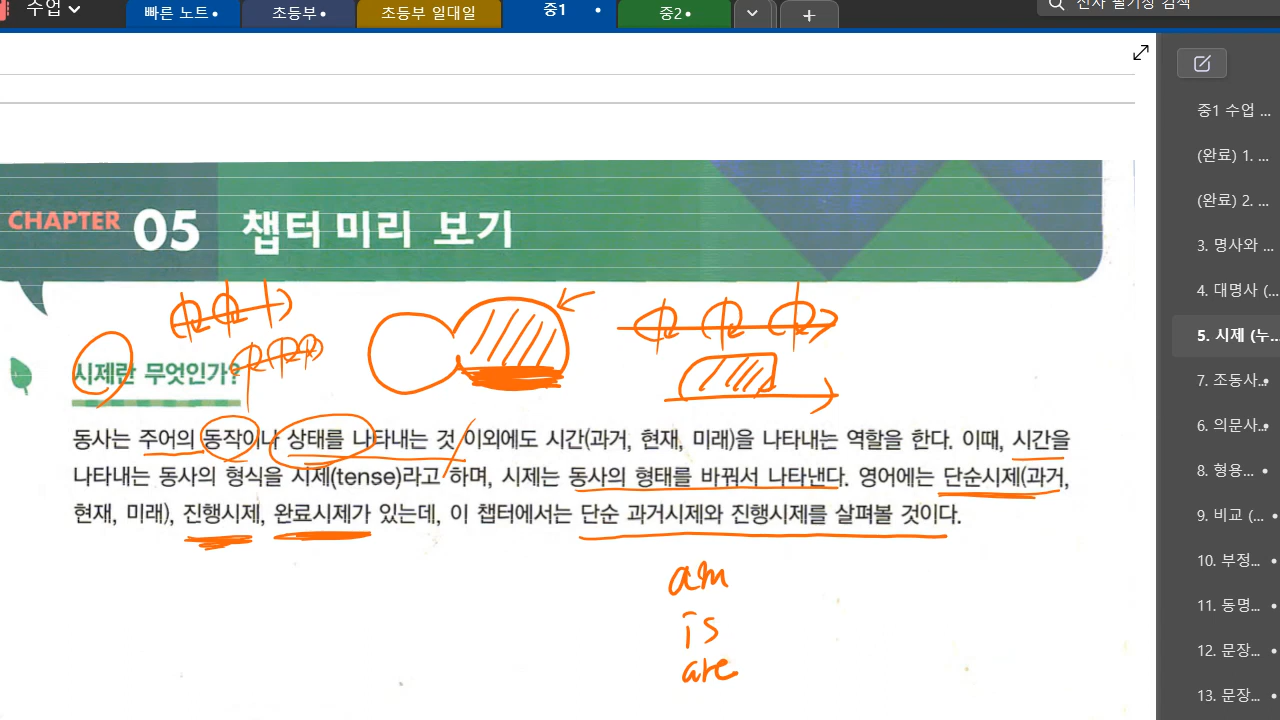 수업
빠른 노트
초등부
초등부 일대일
중1
중2
전자 필기장 검색
중1 수업 ...
(완료) 1. ...
(완료) 2. ...
3. 명사와 ...
4. 대명사 (...
5. 시제 (누...
7. 조동사...
6. 의문사...
8. 형용...
9. 비교 (...
10. 부정...
11. 동명...
12. 문장...
13. 문장...
CHAPTER 05 챕터 미리 보기
시제란 무엇인가?
동사는 주어의 동작이나 상태를 나타내는 것 이외에도 시간(과거, 현재, 미래)을 나타내는 역할을 한다. 이때, 시간을
나타내는 동사의 형식을 시제(tense)라고 하며, 시제는 동사의 형태를 바꿔서 나타낸다. 영어에는 단순시제(과거,
현재, 미래), 진행시제, 완료시제가 있는데, 이 챕터에서는 단순 과거시제와 진행시제를 살펴볼 것이다.
am
is
are